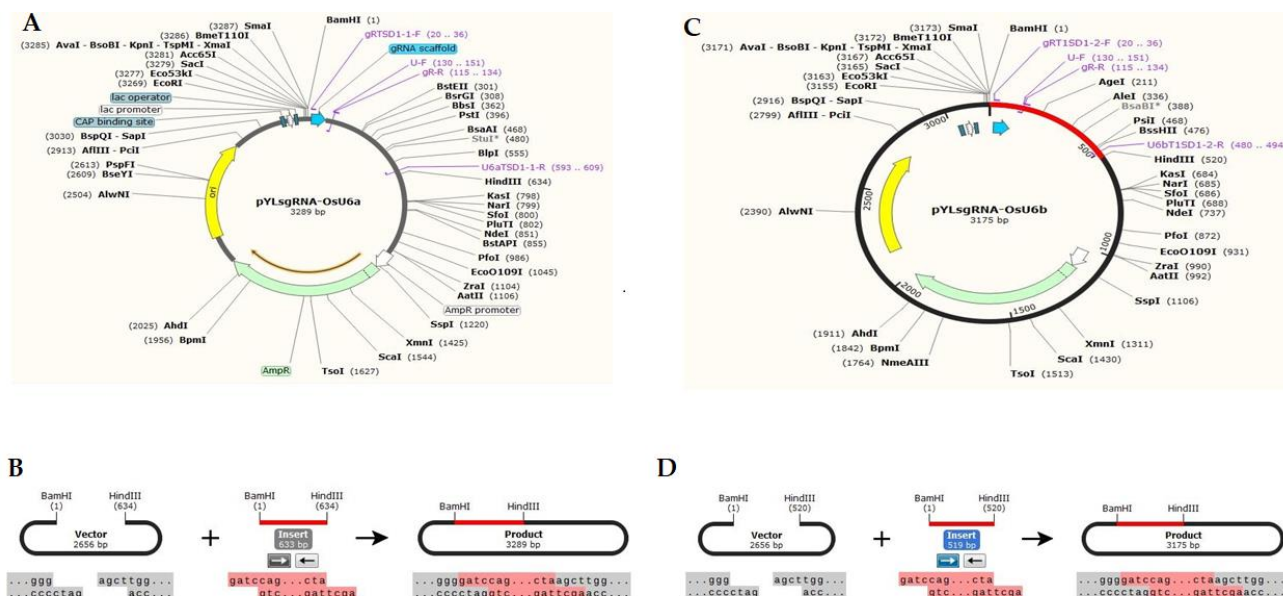 A
(3287) SmaI
(3286) BmeT110I
(3285) AvaI - BsoBI - KpnI - TspMI - XmaI
(3281) Acc65I
(3279) SacI
(3277) Eco53kI
(3269) EcoRI
lac operator
lac promoter
CAP binding site
(3030) BspQI - SapI
(2913) AflIII - PciI
(2613) PspFI
(2609) BseYI
(2504) AlwNI
(2025) AhdI
(1956) BpmI
AmpR
BamHI (1)
gRTSD1-1-F (20 .. 36)
gRNA scaffold
U-F (130 .. 151)
gR-R (115 .. 134)
BstEII (301)
BsrGI (308)
BbsI (362)
PstI (396)
BsaAI (468)
StuI* (480)
BlpI (555)
U6aTSD1-1-R (593 .. 609)
HindIII (634)
KasI (798)
NarI (799)
SfoI (800)
PluTI (802)
NdeI (851)
BstAPI (855)
PfoI (986)
EcoO109I (1045)
ZraI (1104)
AatII (1106)
AmpR promoter
SspI (1220)
XmnI (1425)
ScaI (1544)
TsoI (1627)
ori
pYLsgRNA-OsU6a
3289 bp
C
(3173) SmaI
(3172) BmeT110I
(3171) AvaI - BsoBI - KpnI - TspMI - XmaI
(3167) Acc65I
(3165) SacI
(3163) Eco53kI
(3155) EcoRI
(2916) BspQI - SapI
(2799) AflIII - PciI
(2390) AlwNI
(1911) AhdI
(1842) BpmI
(1764) NmeAIII
BamHI (1)
gRT1SD1-2-F (20 .. 36)
U-F (130 .. 151)
gR-R (115 .. 134)
AgeI (211)
AleI (336)
BsaBI* (388)
PsiI (468)
BssHII (476)
U6bT1SD1-2-R (480 .. 494)
HindIII (520)
KasI (684)
NarI (685)
SfoI (686)
PluTI (688)
NdeI (737)
PfoI (872)
EcoO109I (931)
ZraI (990)
AatII (992)
SspI (1106)
XmnI (1311)
ScaI (1430)
TsoI (1513)
500
1000
1500
2000
2500
3000
pYLsgRNA-OsU6b
3175 bp
B
BamHI (1)
HindIII (634)
Vector
2656 bp
+
BamHI (1)
HindIII (634)
Insert
633 bp
BamHI
HindIII
Product
3289 bp
...ggg agcttgg...
...cccctag acc...
gatccag...cta
gtc...gattcga
...ggggatccag...ctaagcttgg...
...cccctaggtc...gattcgaacc...
D
BamHI (1)
HindIII (520)
Vector
2656 bp
+
BamHI (1)
HindIII (520)
Insert
519 bp
BamHI
HindIII
Product
3175 bp
...ggg agcttgg...
...cccctag acc...
gatccag...cta
gtc...gattcga
...ggggatccag...ctaagcttgg...
...cccctaggtc...gattcgaacc...